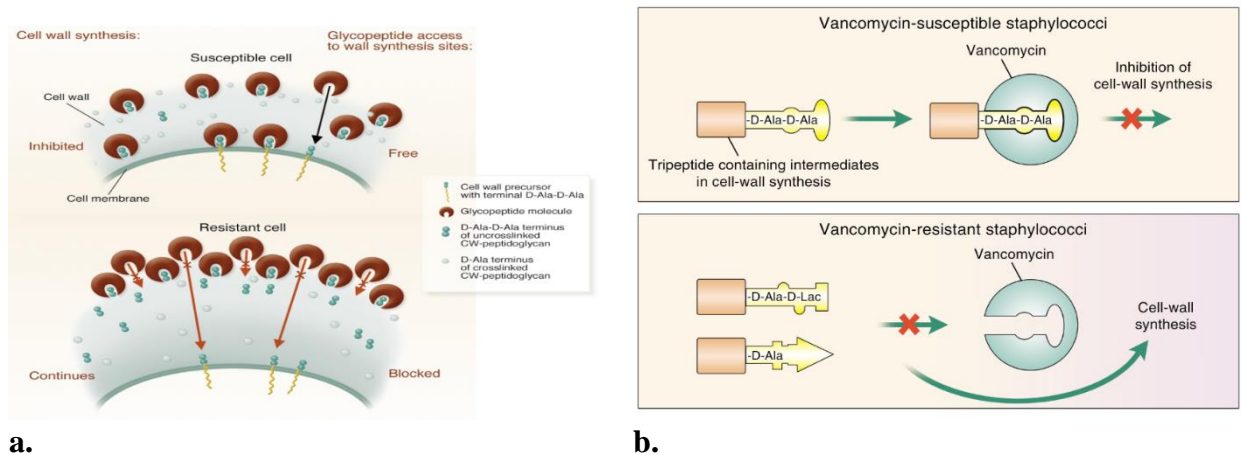 Cell wall synthesis:
Glycopeptide access
to wall synthesis sites:
Susceptible cell
Cell wall
Inhibited
Free
Cell membrane
Cell wall precursor
with terminal D-Ala-D-Ala
Glycopeptide molecule
D-Ala-D-Ala terminus
of uncrosslinked
CW-peptidoglycan
D-Ala terminus
of crosslinked
CW-peptidoglycan
Resistant cell
Continues
Blocked
a.
Vancomycin-susceptible staphylococci
Vancomycin
Inhibition of
cell-wall synthesis
-D-Ala-D-Ala
-D-Ala-D-Ala
Tripeptide containing intermediates
in cell-wall synthesis
Vancomycin-resistant staphylococci
Vancomycin
-D-Ala-D-Lac
Cell-wall
synthesis
-D-Ala
b.